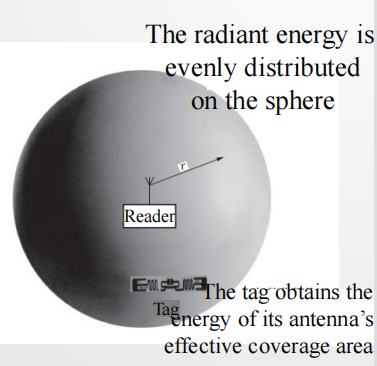 The radiant energy is
evenly distributed
on the sphere
r
Reader
Tag
The tag obtains the
energy of its antenna's
effective coverage area